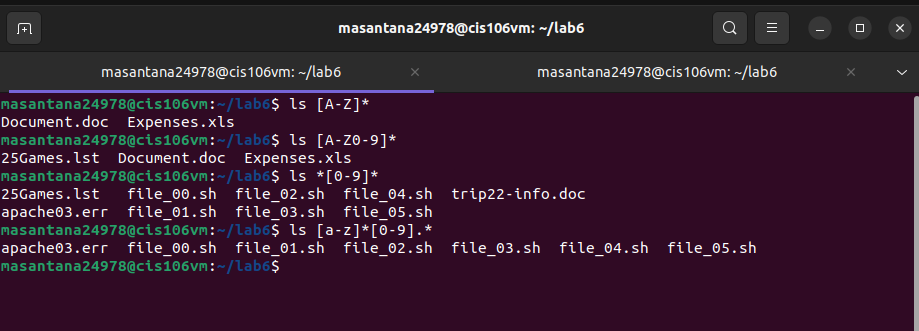 masantana24978@cis106vm: ~/lab6
masantana24978@cis106vm: ~/lab6 masantana24978@cis106vm: ~/lab6
masantana24978@cis106vm:~/lab6$ ls [A-Z]*
Document.doc  Expenses.xls
masantana24978@cis106vm:~/lab6$ ls [A-Z0-9]*
25Games.lst  Document.doc  Expenses.xls
masantana24978@cis106vm:~/lab6$ ls *[0-9]*
25Games.lst   file_00.sh  file_02.sh  file_04.sh  trip22-info.doc
apache03.err  file_01.sh  file_03.sh  file_05.sh
masantana24978@cis106vm:~/lab6$ ls [a-z]*[0-9].*
apache03.err  file_00.sh  file_01.sh  file_02.sh  file_03.sh  file_04.sh  file_05.sh
masantana24978@cis106vm:~/lab6$